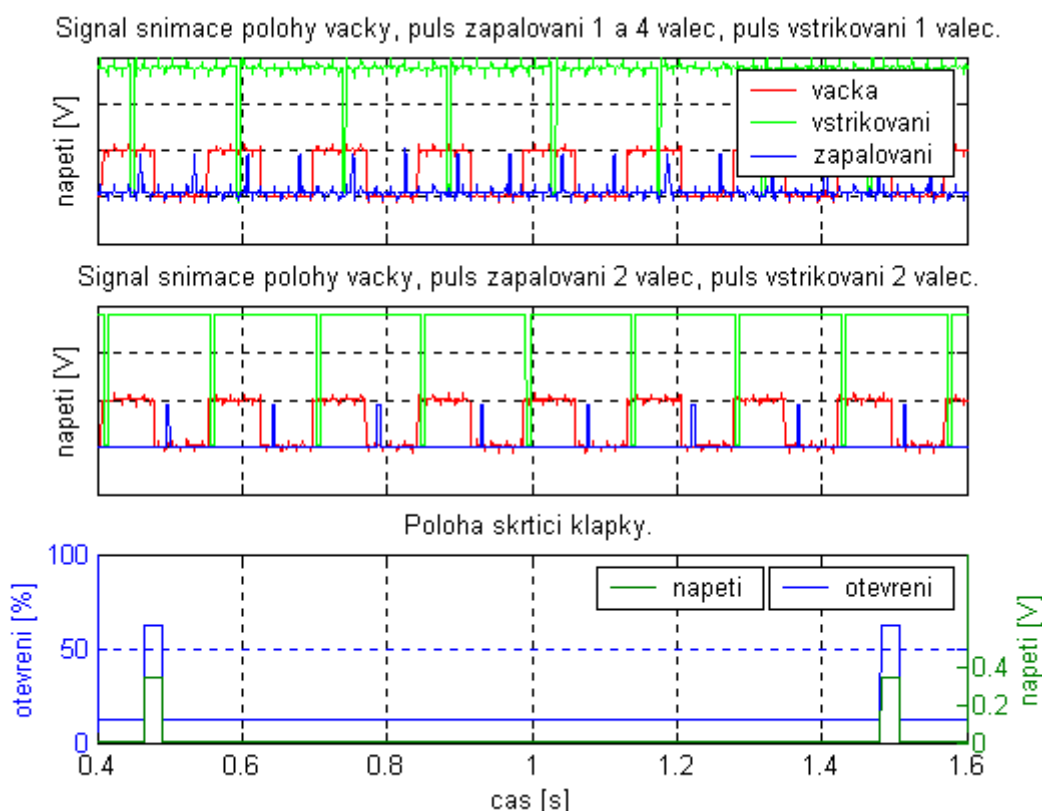 Signal snimace polohy vacky, puls zapalovani 1 a 4 valec, puls vstrikovani 1 valec.
napeti [V]
vacka
vstrikovani
zapalovani
Signal snimace polohy vacky, puls zapalovani 2 valec, puls vstrikovani 2 valec.
napeti [V]
Poloha skrtici klapky.
otevreni [%]
100
50
0
napeti
otevreni
napeti [V]
0.4
0.2
0
0.4 0.6 0.8 1 1.2 1.4 1.6
cas [s]